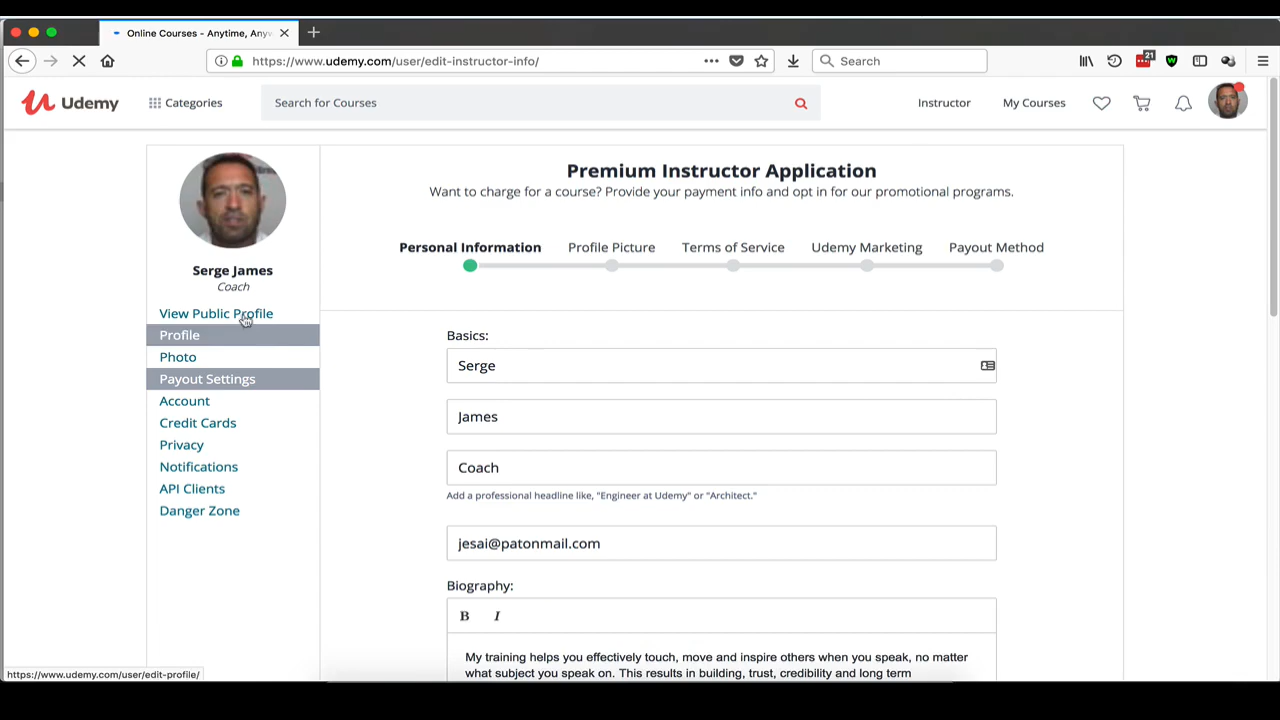 Online Courses - Anytime, Anyw
https://www.udemy.com/user/edit-instructor-info/
Search
21
Udemy
Categories
Search for Courses
Instructor
My Courses
Serge James
Coach
View Public Profile
Profile
Photo
Payout Settings
Account
Credit Cards
Privacy
Notifications
API Clients
Danger Zone
Premium Instructor Application
Want to charge for a course? Provide your payment info and opt in for our promotional programs.
Personal Information
Profile Picture
Terms of Service
Udemy Marketing
Payout Method
Basics:
Serge
James
Coach
Add a professional headline like, "Engineer at Udemy" or "Architect."
jesai@patonmail.com
Biography:
B I
My training helps you effectively touch, move and inspire others when you speak, no matter
what subject you speak on. This results in building, trust, credibility and long term
https://www.udemy.com/user/edit-profile/